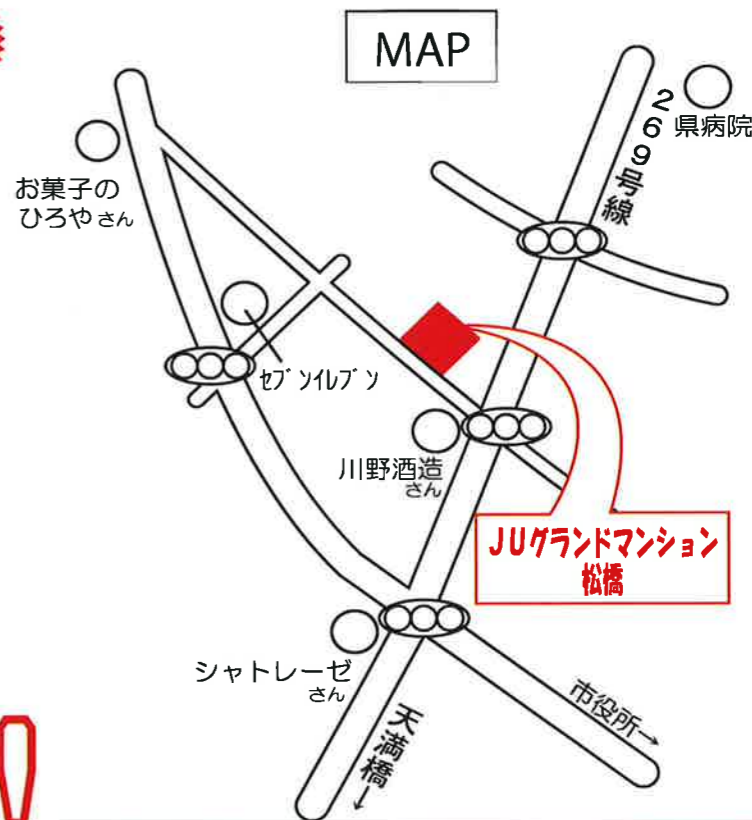 MAP
269号線
県病院
お菓子の
ひろやさん
セブンイレブン
川野酒造
さん
JUグランドマンション
松橋
シャトレーゼ
さん
市役所→
天満橋→